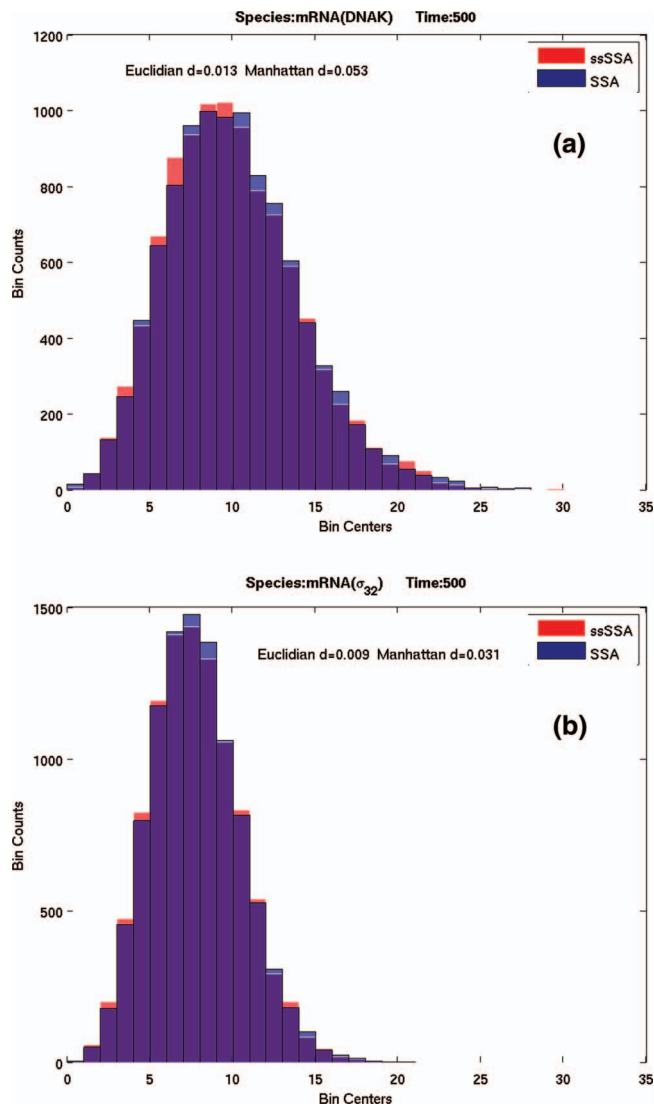 Species:mRNA(DNAK) Time:500
1200
1000
800
600
400
200
0
Bin Counts
Euclidian d=0.013 Manhattan d=0.053
ssSSA
SSA
(a)
0 5 10 15 20 25 30 35
Bin Centers
Species:mRNA(σ32) Time:500
1500
1000
500
0
Bin Counts
Euclidian d=0.009 Manhattan d=0.031
ssSSA
SSA
(b)
0 5 10 15 20 25 30 35
Bin Centers